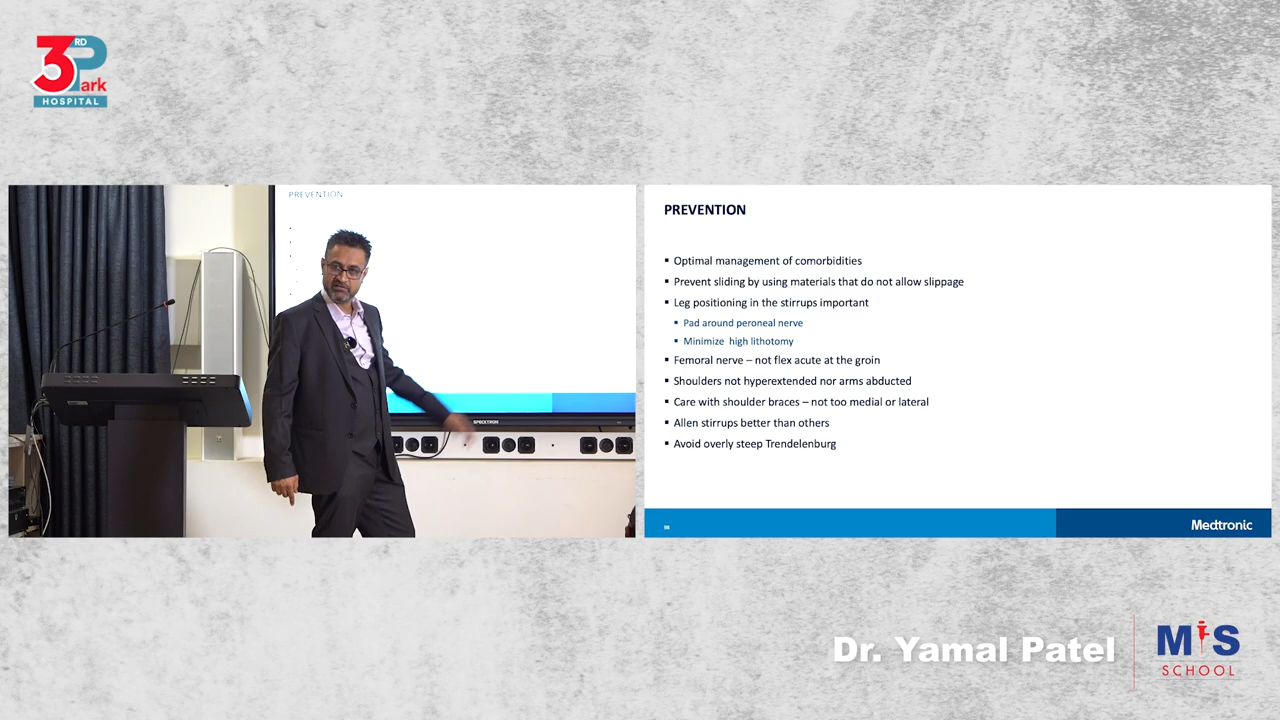 3RD Park
HOSPITAL
PREVENTION
SPECTRON
PREVENTION
▪ Optimal management of comorbidities
▪ Prevent sliding by using materials that do not allow slippage
▪ Leg positioning in the stirrups important
▪ Pad around peroneal nerve
▪ Minimize high lithotomy
▪ Femoral nerve – not flex acute at the groin
▪ Shoulders not hyperextended nor arms abducted
▪ Care with shoulder braces – not too medial or lateral
▪ Allen stirrups better than others
▪ Avoid overly steep Trendelenburg
Medtronic
Dr. Yamal Patel
MIS
SCHOOL